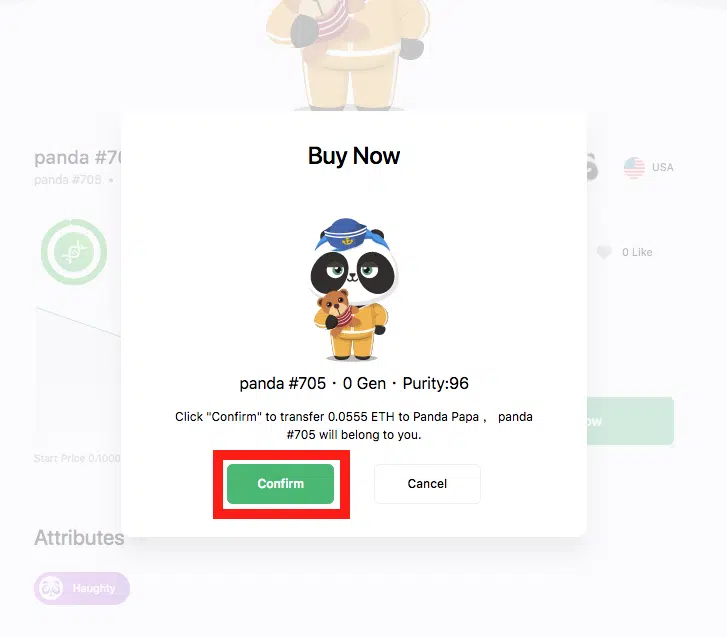 Buy Now
panda #70
panda #705 •
USA
0 Like
panda #705 · 0 Gen · Purity:96
Click "Confirm" to transfer 0.0555 ETH to Panda Papa , panda
#705 will belong to you.
ow
Start Price 0.1000
Confirm
Cancel
Attributes
Haughty